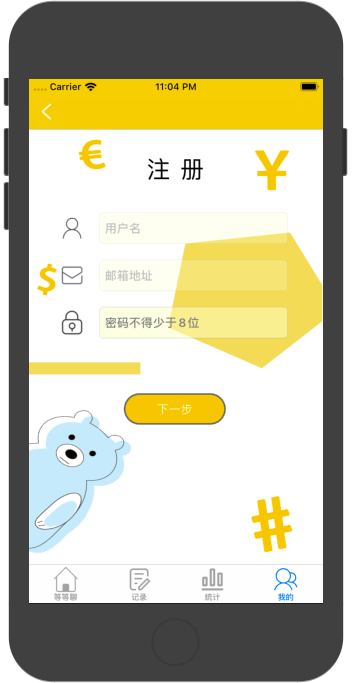 Carrier 11:04 PM
€
注册
¥
用户名
$
邮箱地址
密码不得少于8位
下一步
#
等等聊 记录 统计 我的